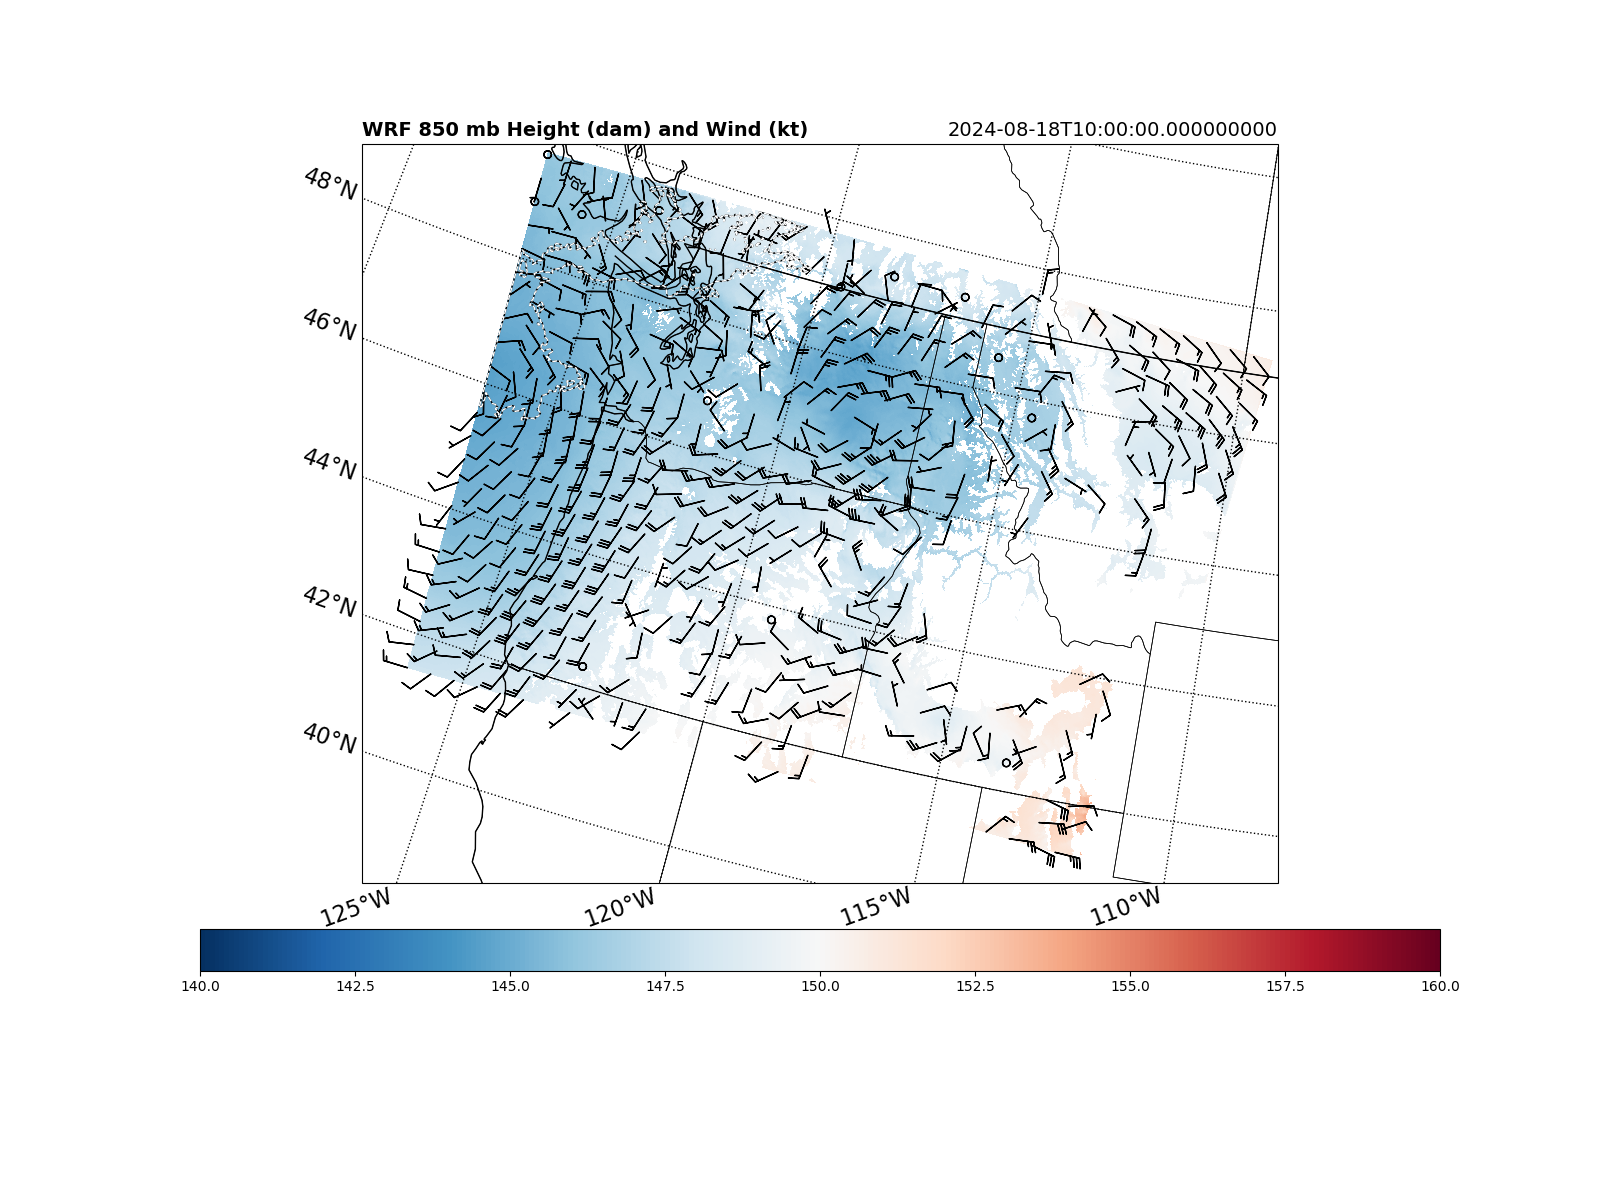 WRF 850 mb Height (dam) and Wind (kt) 2024-08-18T10:00:00.000000000
48°N
46°N
44°N
42°N
40°N
125°W 120°W 115°W 110°W
140.0 142.5 145.0 147.5 150.0 152.5 155.0 157.5 160.0